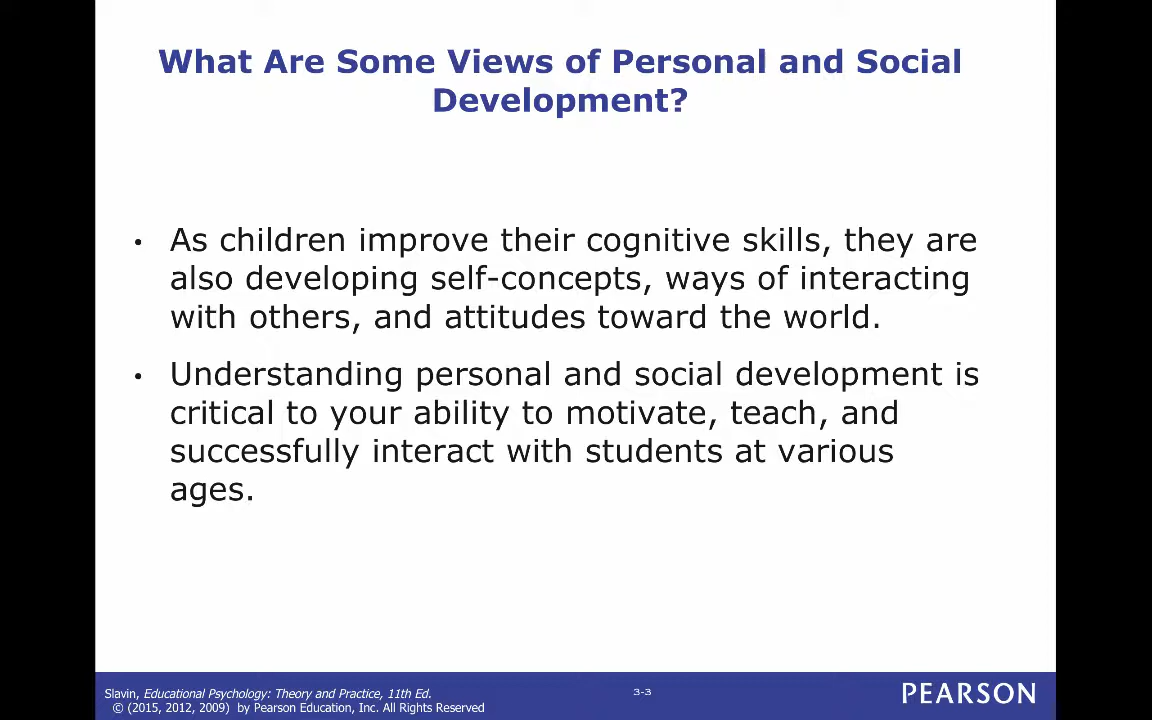 What Are Some Views of Personal and Social
Development?
• As children improve their cognitive skills, they are
also developing self-concepts, ways of interacting
with others, and attitudes toward the world.
• Understanding personal and social development is
critical to your ability to motivate, teach, and
successfully interact with students at various
ages.
Slavin, Educational Psychology: Theory and Practice, 11th Ed.
© (2015, 2012, 2009) by Pearson Education, Inc. All Rights Reserved
3-3
PEARSON